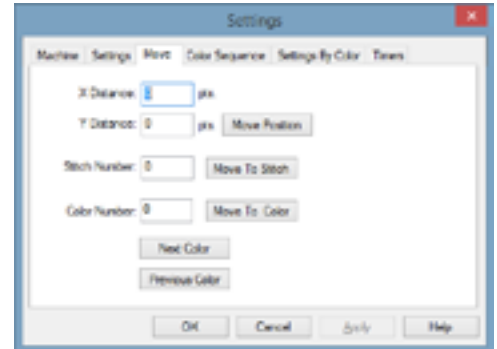 Settings
Machine Settings Move Color Sequence Settings By Color Timers
X Distance: pts
Y Distance: 0 pts Move Position
Stitch Number: 0 Move To Stitch
Color Number: 0 Move To Color
Next Color
Previous Color
OK Cancel Apply Help